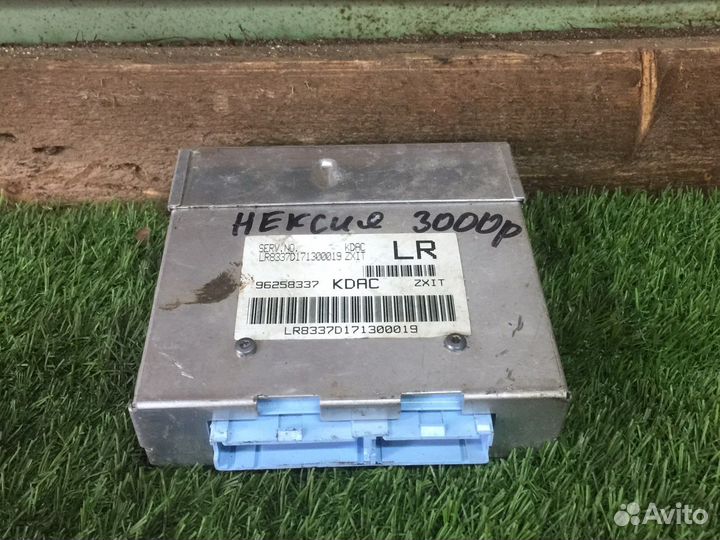 НЕКСИЯ 3000р
SERV.NO. KDAC
LR8337D171300019 ZXIT
LR
96258337 KDAC ZXIT
LR8337D171300019
Avito